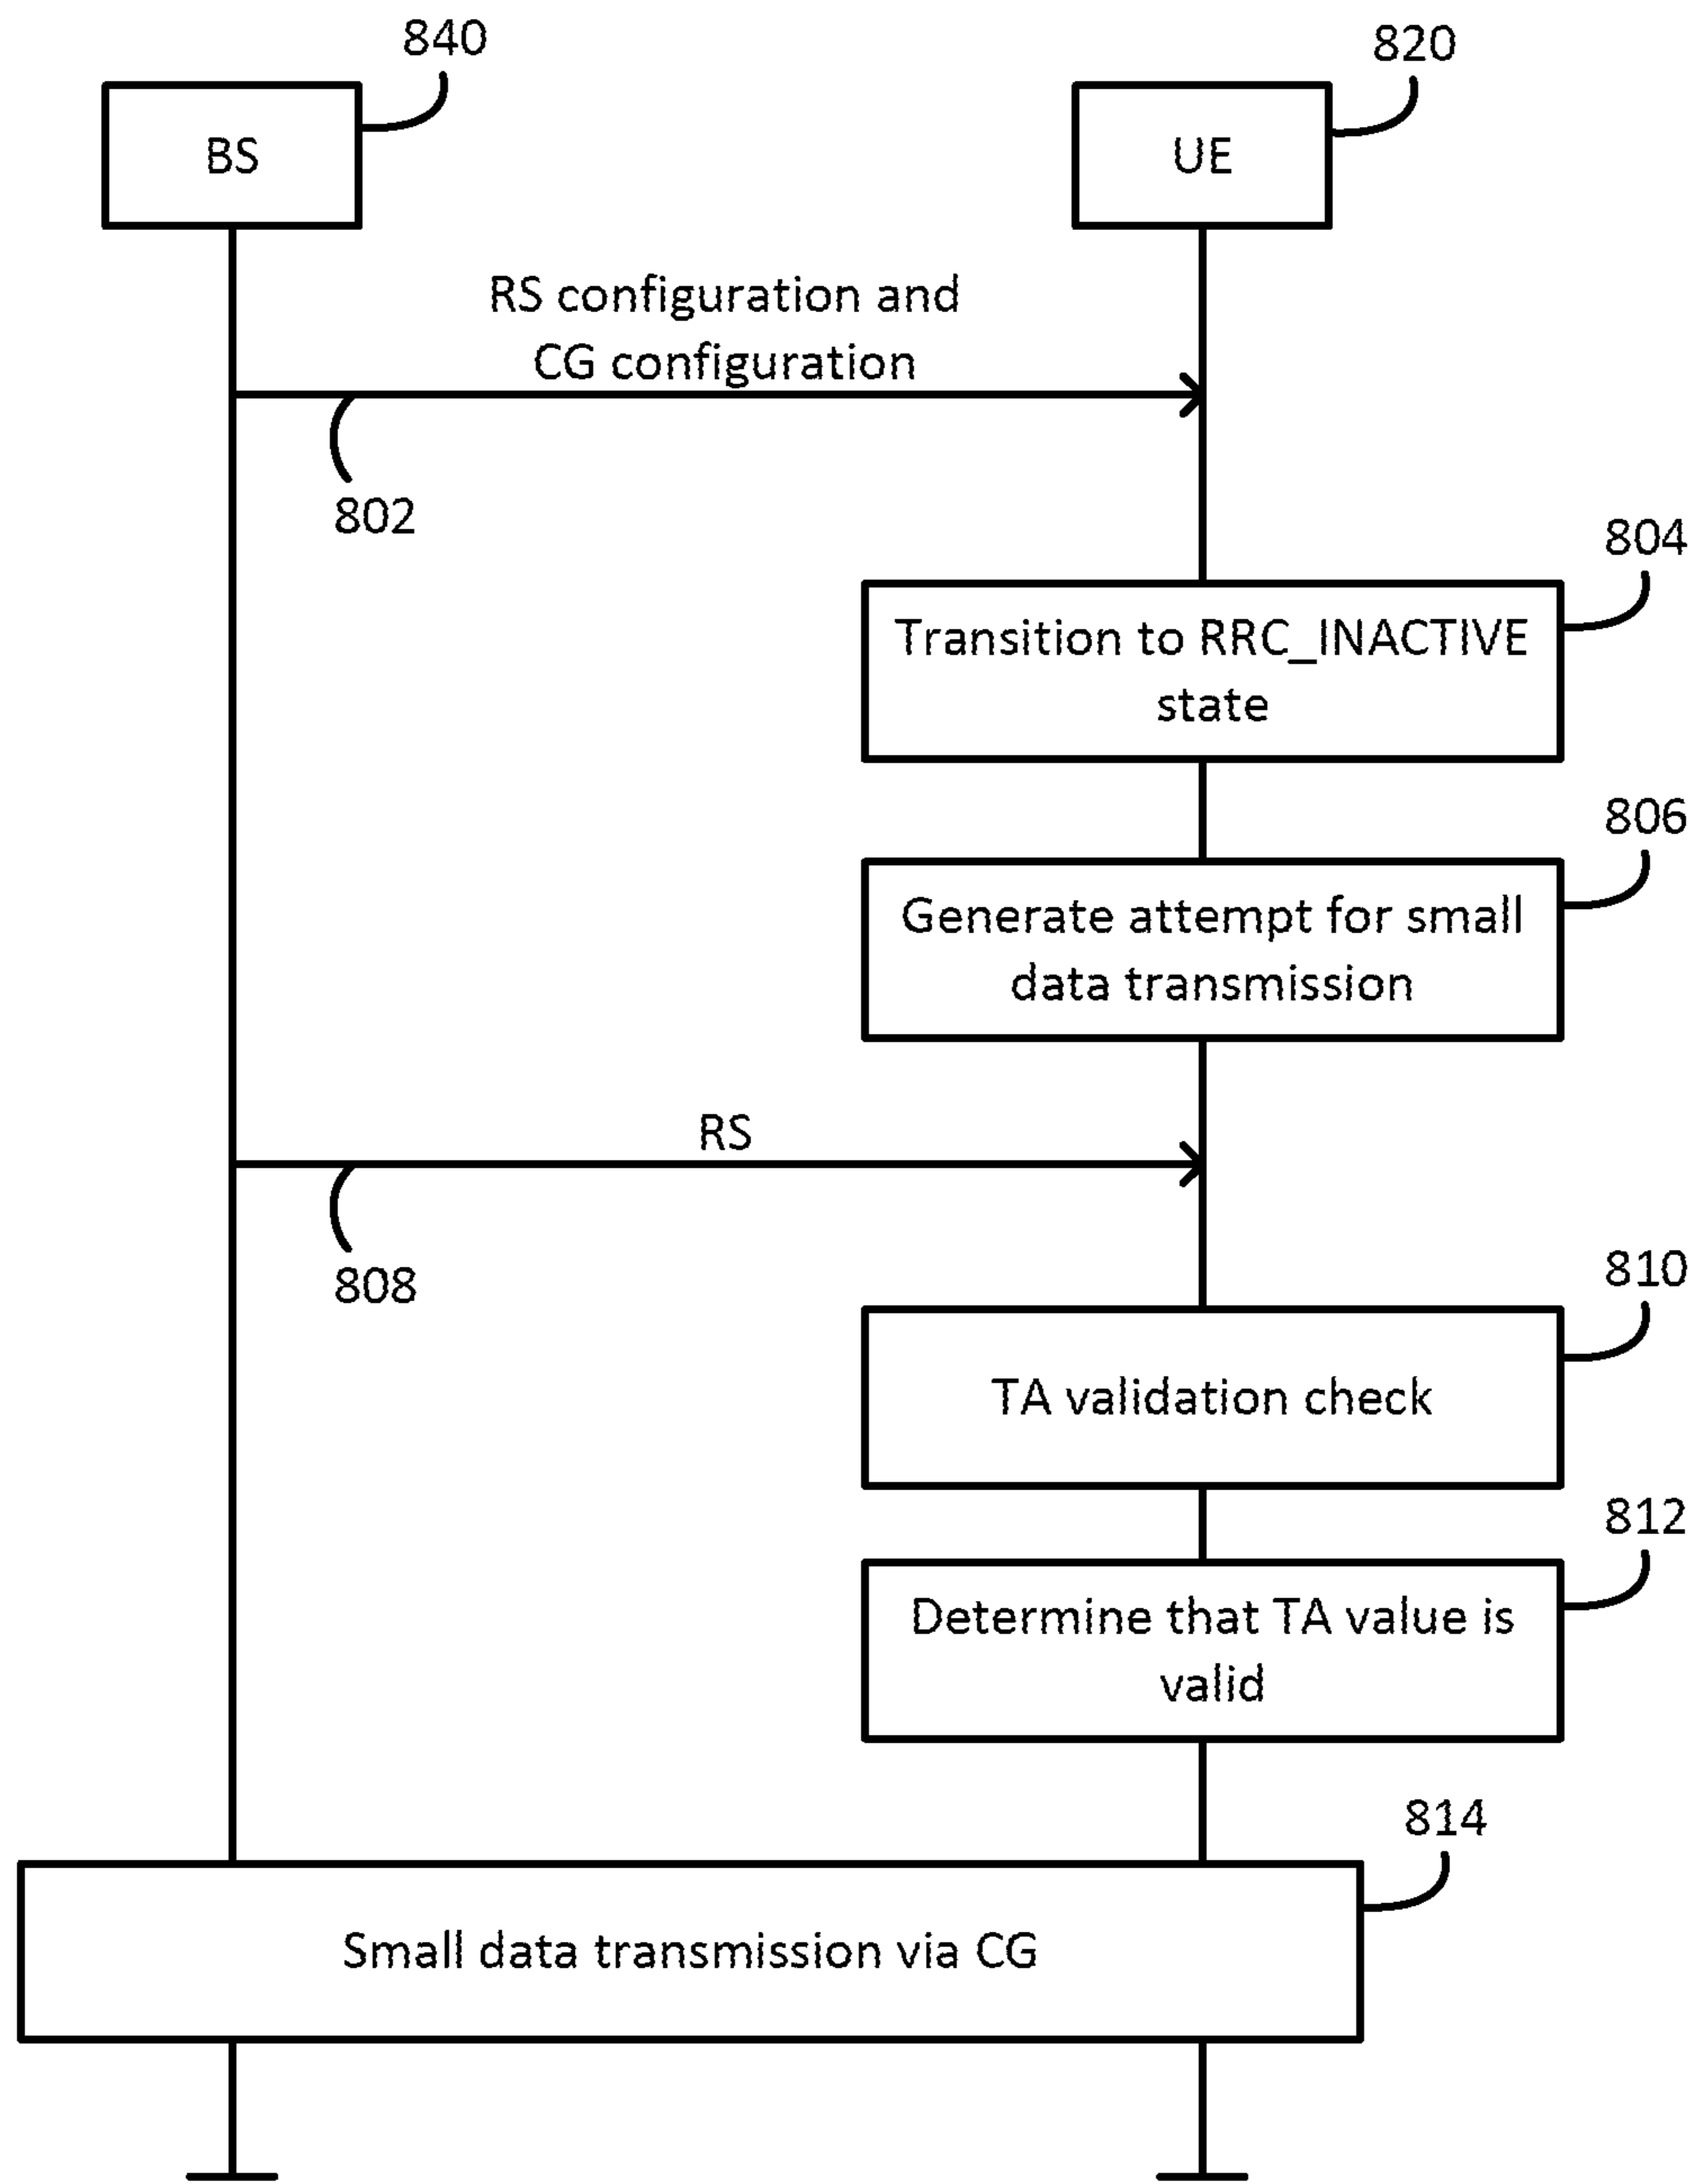 840
820
BS
UE
RS configuration and
CG configuration
802
804
Transition to RRC_INACTIVE
state
806
Generate attempt for small
data transmission
RS
808
810
TA validation check
812
Determine that TA value is
valid
814
Small data transmission via CG